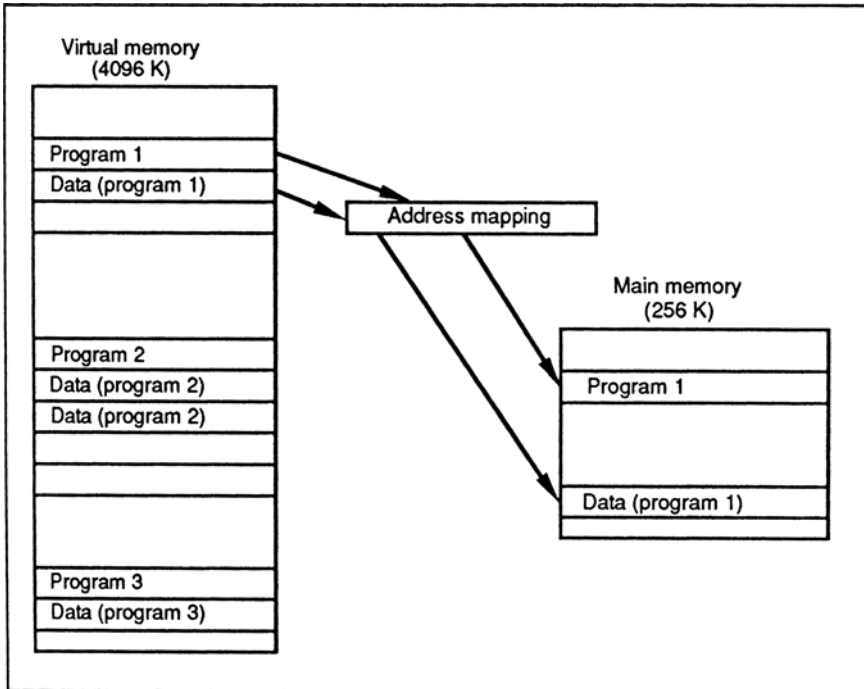 Virtual memory
(4096 K)
Program 1
Data (program 1)
Address mapping
Program 2
Data (program 2)
Data (program 2)
Program 3
Data (program 3)
Main memory
(256 K)
Program 1
Data (program 1)